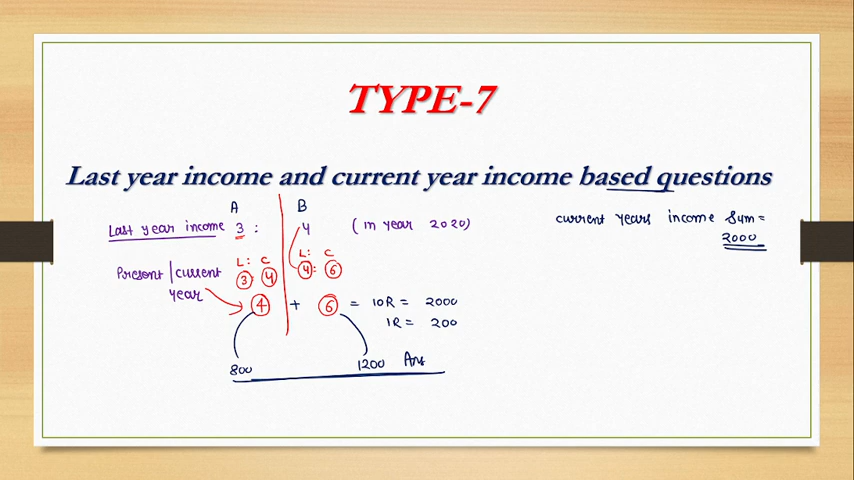 TYPE-7
Last year income and current year income based questions
A B
Last year income 3 : 4 (in year 2020)
current years income Sum =
2000
L : C L : C
3 : 4 4 : 6
Present | current
year
4 + 6 = 10R = 2000
1R = 200
800 1200 Ans